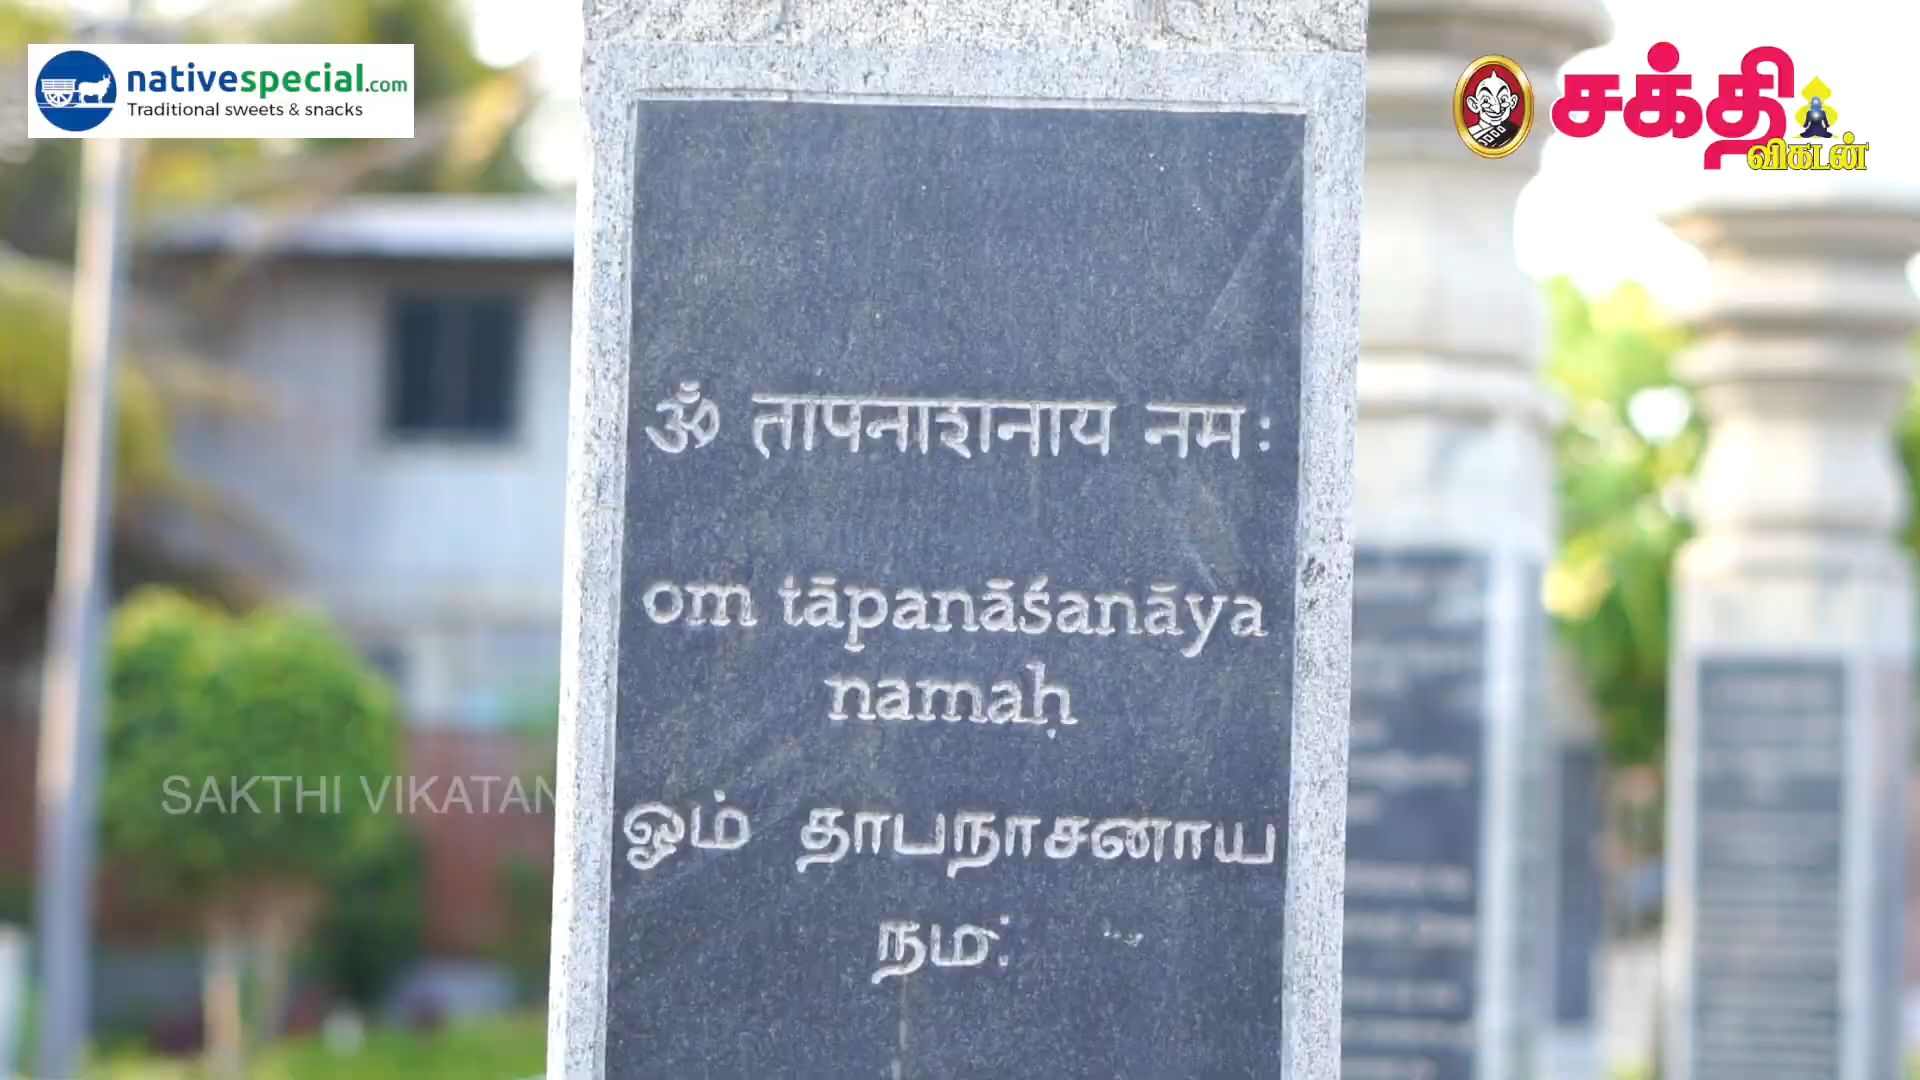 nativespecial.com
Traditional sweets & snacks
சக்தி
விகடன்
ॐ तापनाशनाय नमः
om tāpanāśanāya
namaḥ
SAKTHI VIKATAN
ஓம் தாபநாசனாய
நம: